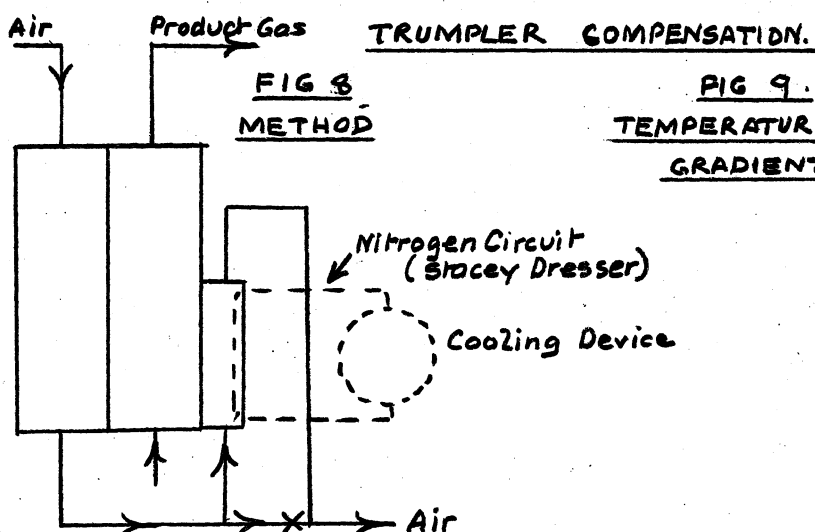 Air
Product Gas
TRUMPLER COMPENSATION.
FIG 8
METHOD
FIG 9.
TEMPERATUR
GRADIENT
Nitrogen Circuit
(Stacey Dresser)
Cooling Device
Air